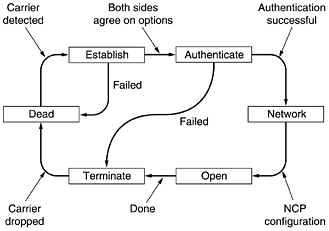 Carrier
detected
Both sides
agree on options
Authentication
successful
Establish
Authenticate
Failed
Failed
Dead
Network
Terminate
Open
Carrier
dropped
Done
NCP
configuration